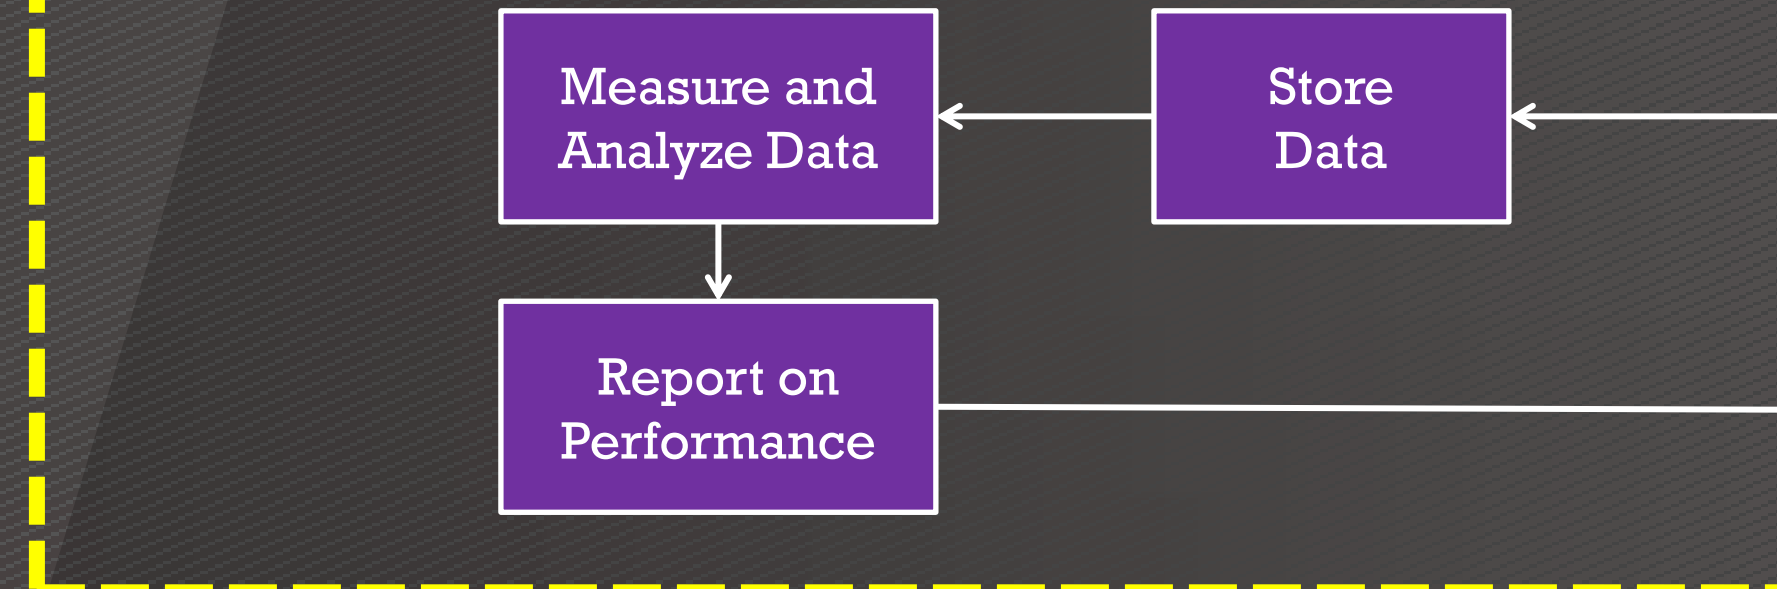 Measure and
Analyze Data
Store
Data
Report on
Performance